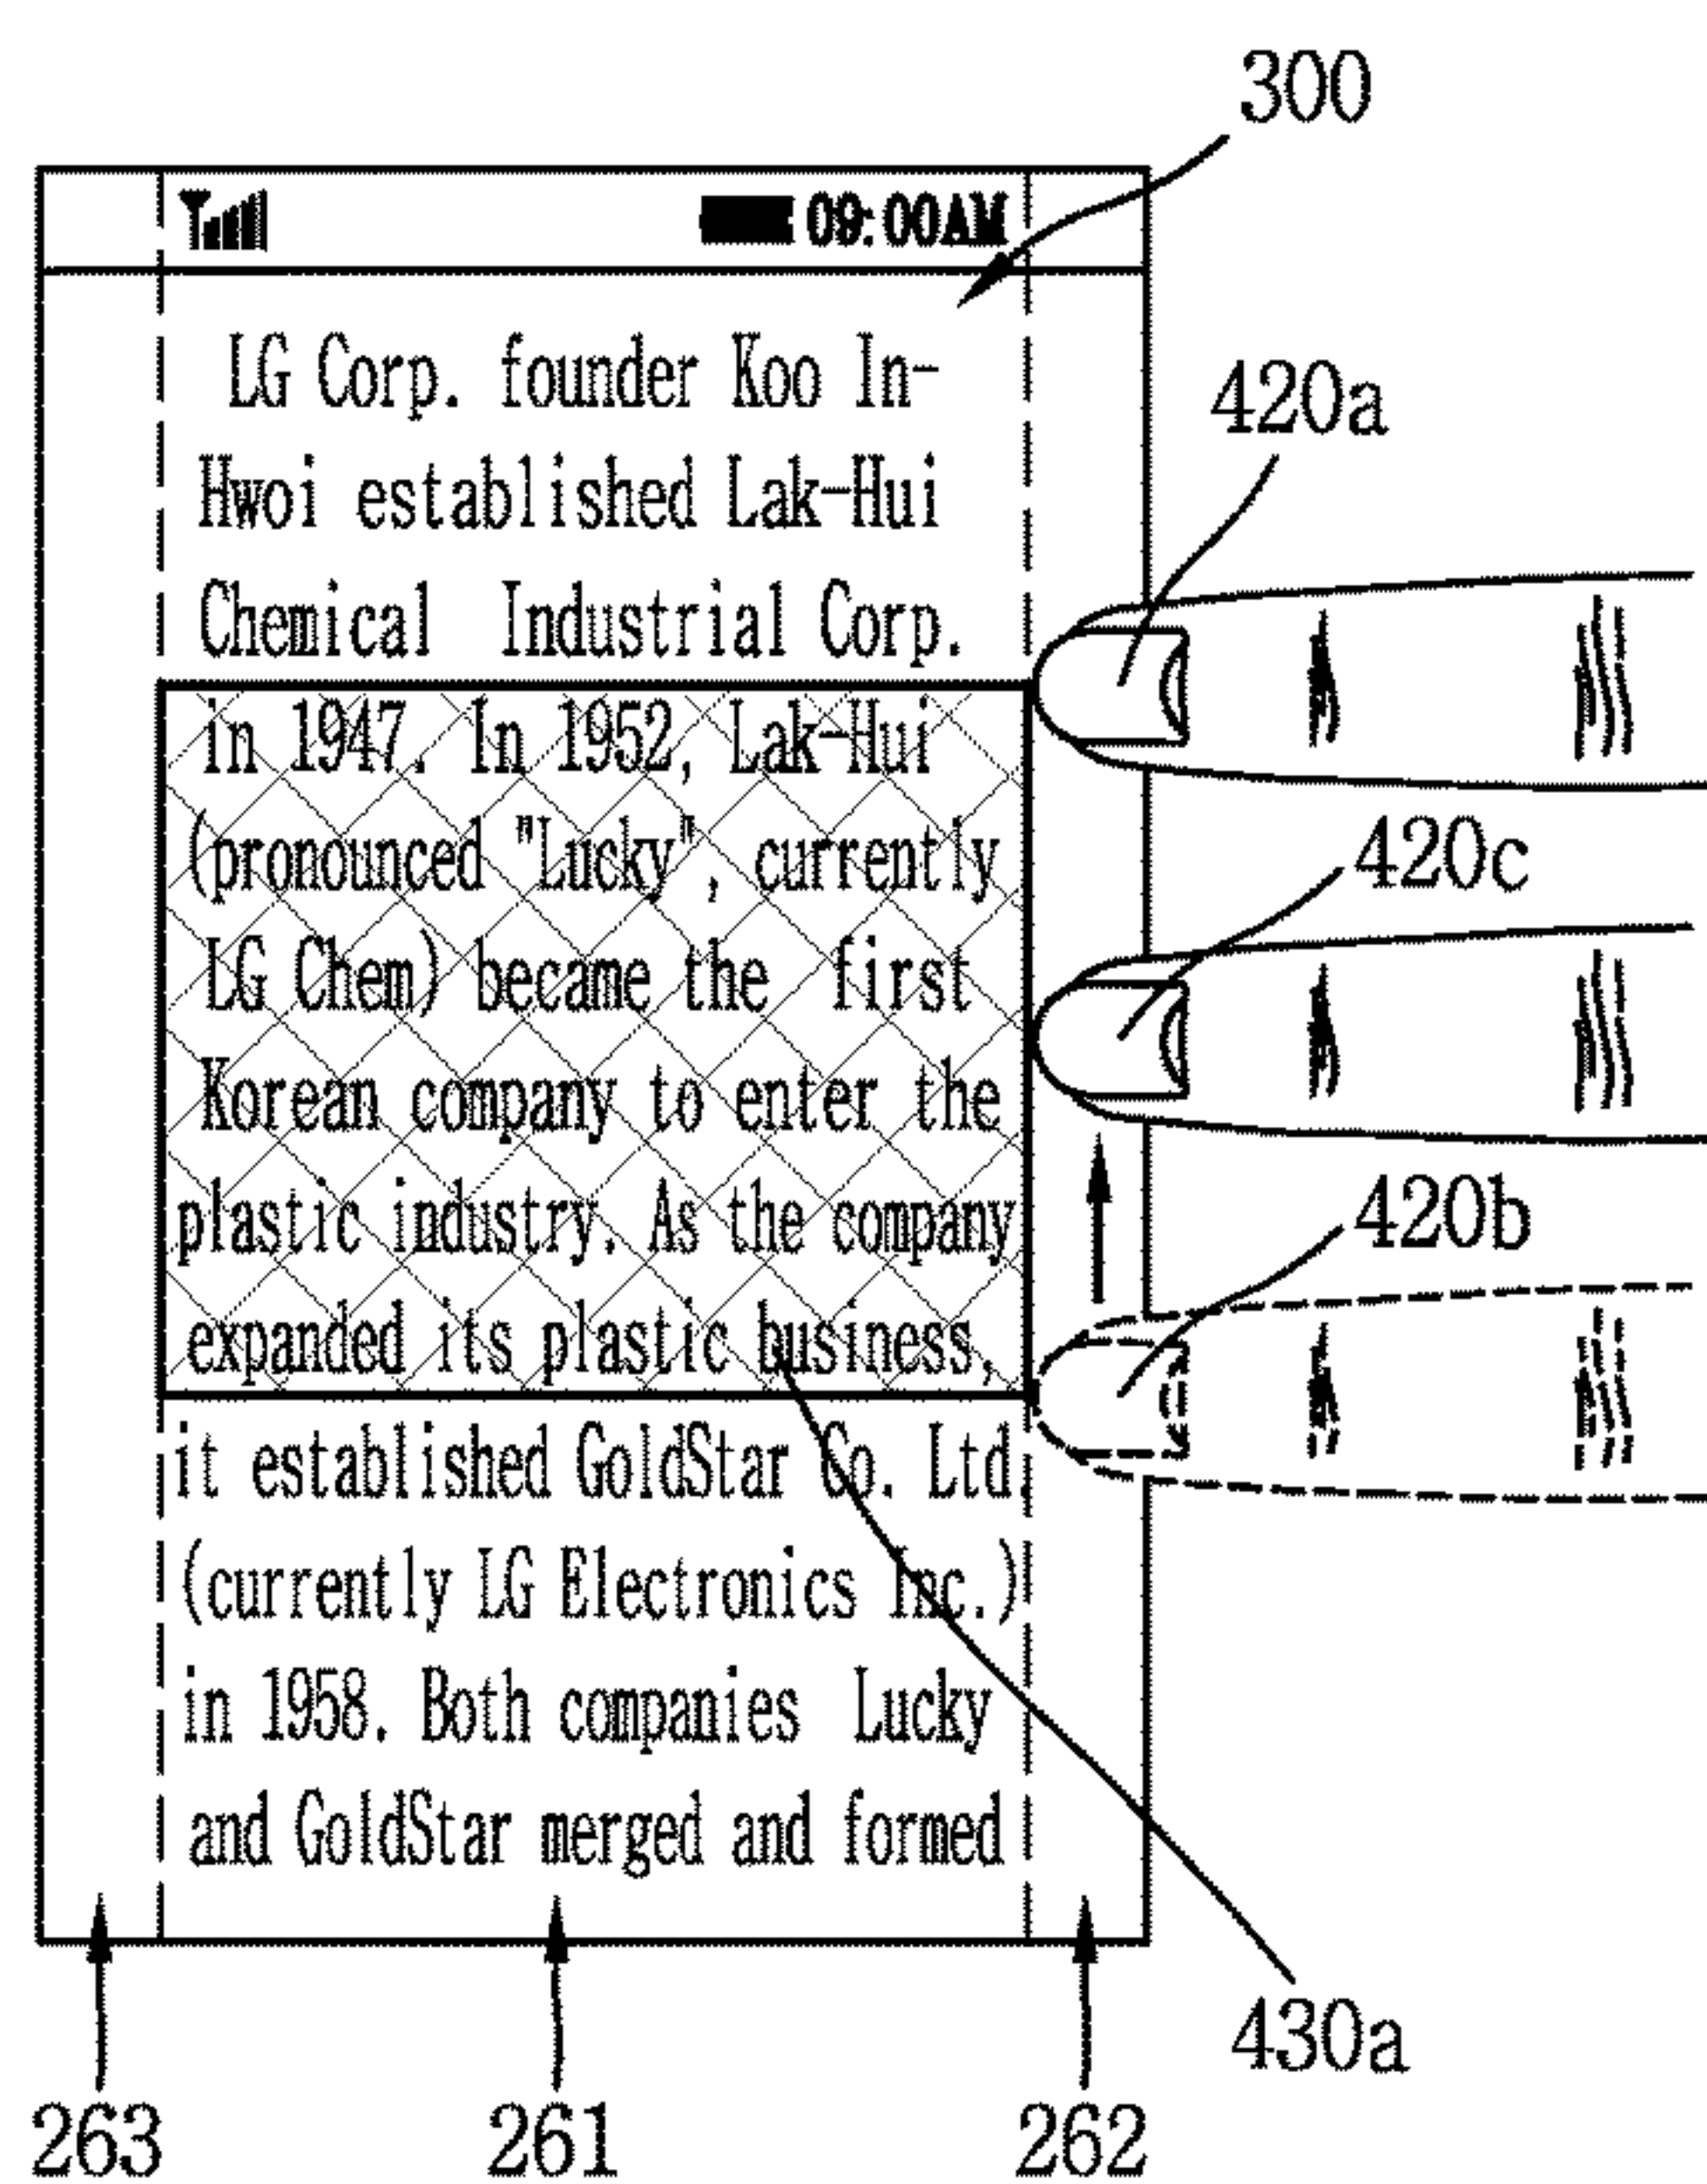 300
09:00AM
LG Corp. founder Koo In-
420a
Hwoi established Lak-Hui
Chemical Industrial Corp.
in 1947. In 1952, Lak-Hui
(pronounced "Lucky", currently
420c
LG Chem) became the first
Korean company to enter the
plastic industry. As the company
420b
expanded its plastic business,
it established GoldStar Co. Ltd.
(currently LG Electronics Inc.)
in 1958. Both companies Lucky
and GoldStar merged and formed
430a
263 261 262